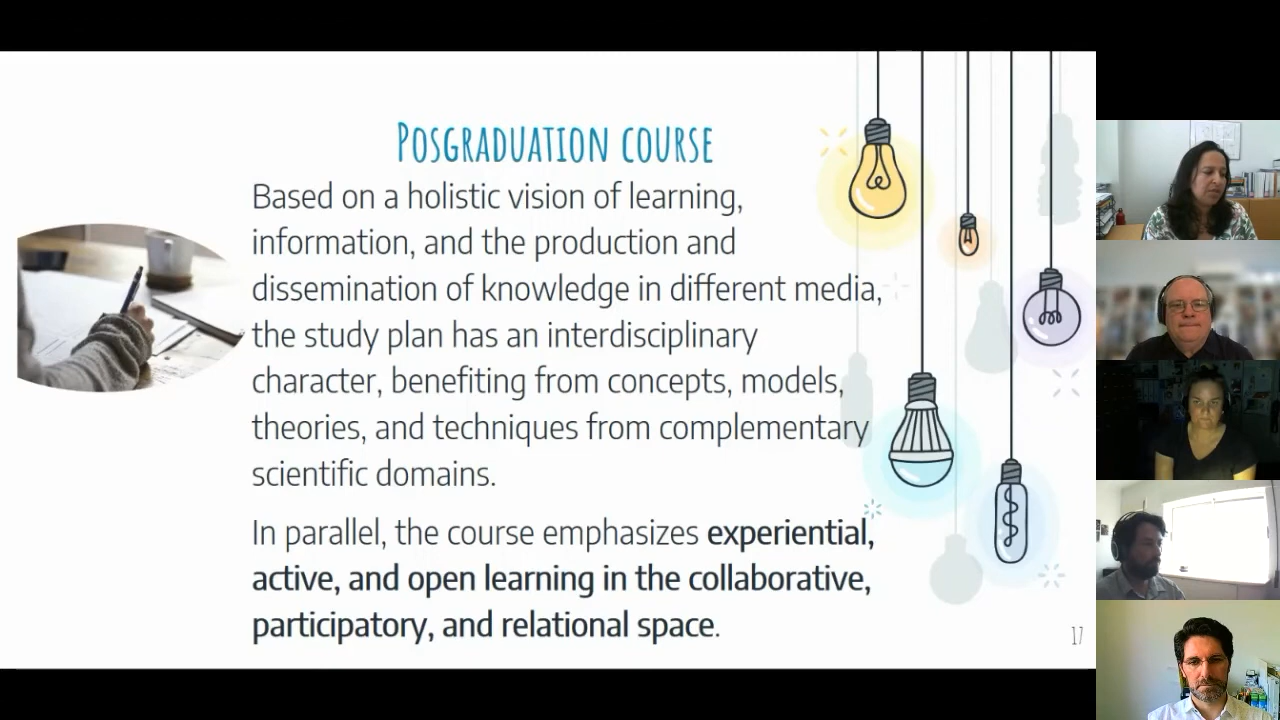 Posgraduation course
Based on a holistic vision of learning,
information, and the production and
dissemination of knowledge in different media,
the study plan has an interdisciplinary
character, benefiting from concepts, models,
theories, and techniques from complementary
scientific domains.
In parallel, the course emphasizes experiential,
active, and open learning in the collaborative,
participatory, and relational space.
17